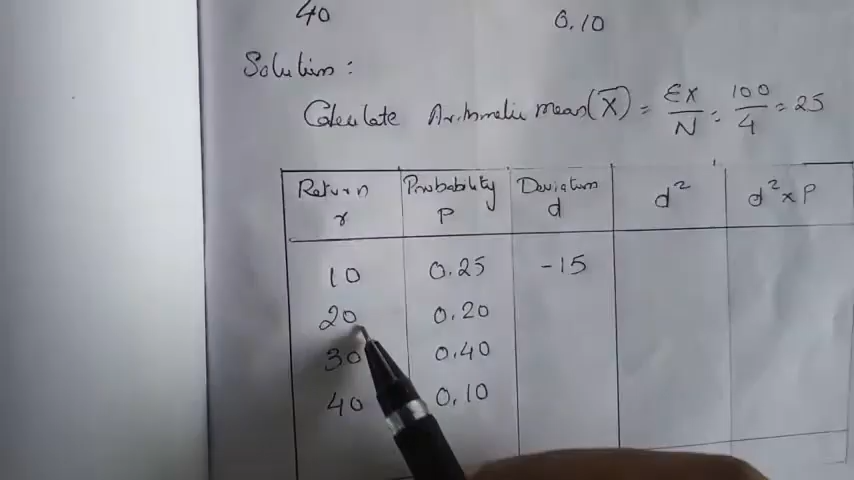 40 0.10
Solution:
Calculate Arithmetic mean (X̅) = ΣX/N = 100/4 = 25
Return r Probability P Deviation d d² d² x P
10 0.25 -15
20 0.20
30 0.40
40 0.10